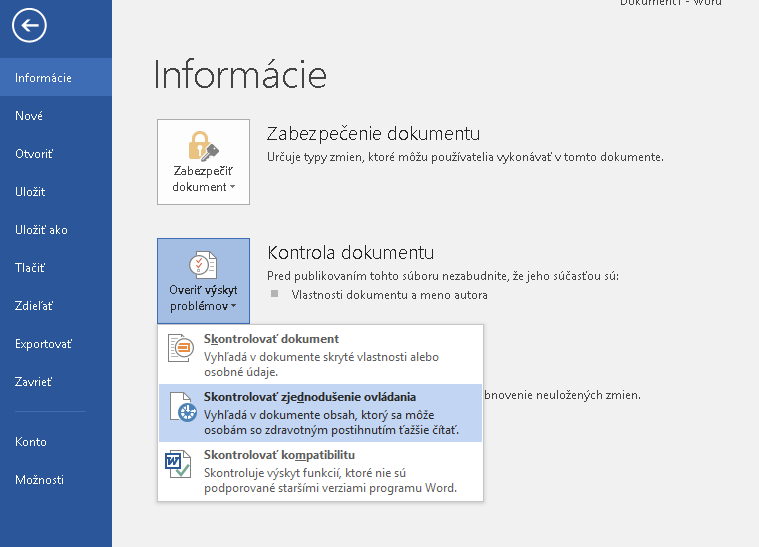 Dokument1 - Word
Informácie
Nové
Otvoriť
Uložiť
Uložiť ako
Tlačiť
Zdieľať
Exportovať
Zavrieť
Konto
Možnosti
Informácie
Zabezpečiť
dokument
Zabezpečenie dokumentu
Určuje typy zmien, ktoré môžu používatelia vykonávať v tomto dokumente.
Overiť výskyt
problémov
Kontrola dokumentu
Pred publikovaním tohto súboru nezabudnite, že jeho súčasťou sú:
Vlastnosti dokumentu a meno autora
Skontrolovať dokument
Vyhľadá v dokumente skryté vlastnosti alebo
osobné údaje.
Skontrolovať zjednodušenie ovládania
Vyhľadá v dokumente obsah, ktorý sa môže
osobám so zdravotným postihnutím ťažšie čítať.
bnovenie neuložených zmien.
Skontrolovať kompatibilitu
Skontroluje výskyt funkcií, ktoré nie sú
podporované staršími verziami programu Word.